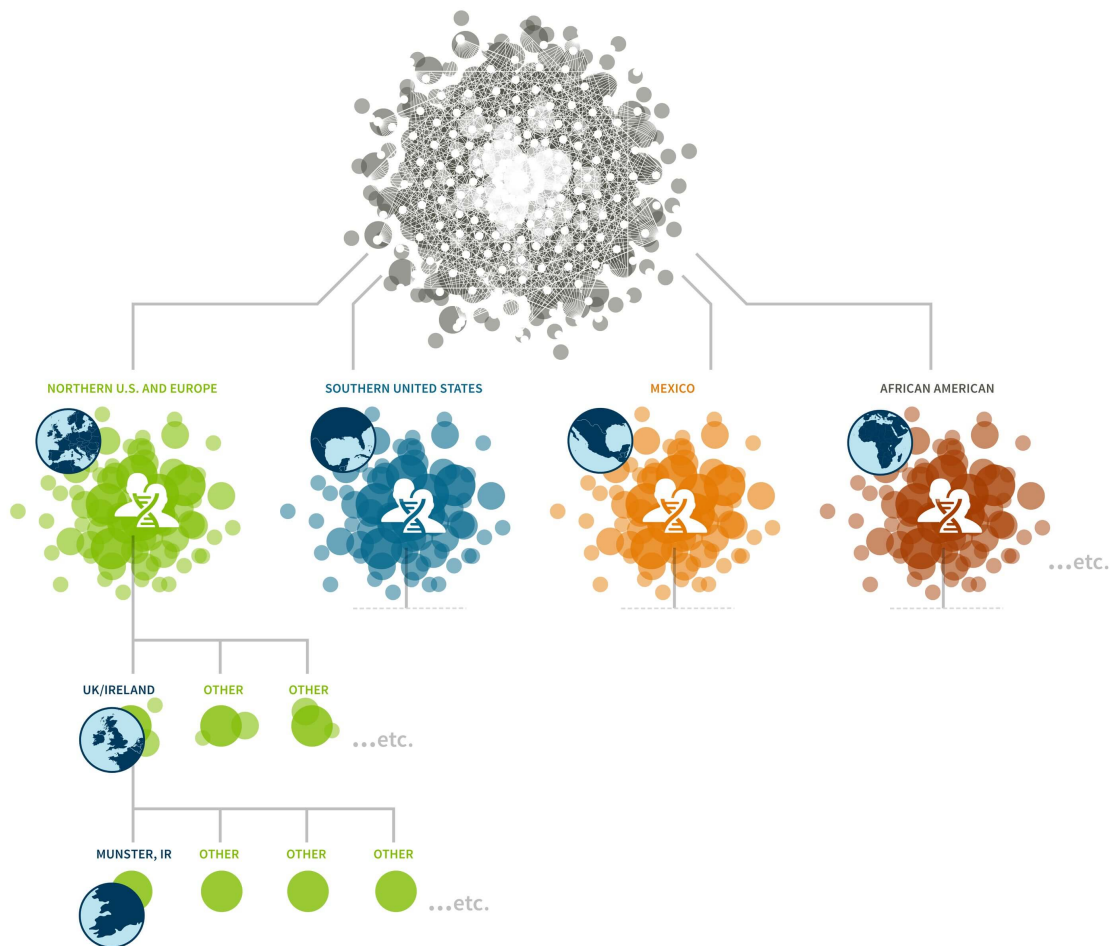 NORTHERN U.S. AND EUROPE
SOUTHERN UNITED STATES
MEXICO
AFRICAN AMERICAN
...etc.
UK/IRELAND
OTHER
OTHER
...etc.
MUNSTER, IR
OTHER
OTHER
OTHER
...etc.